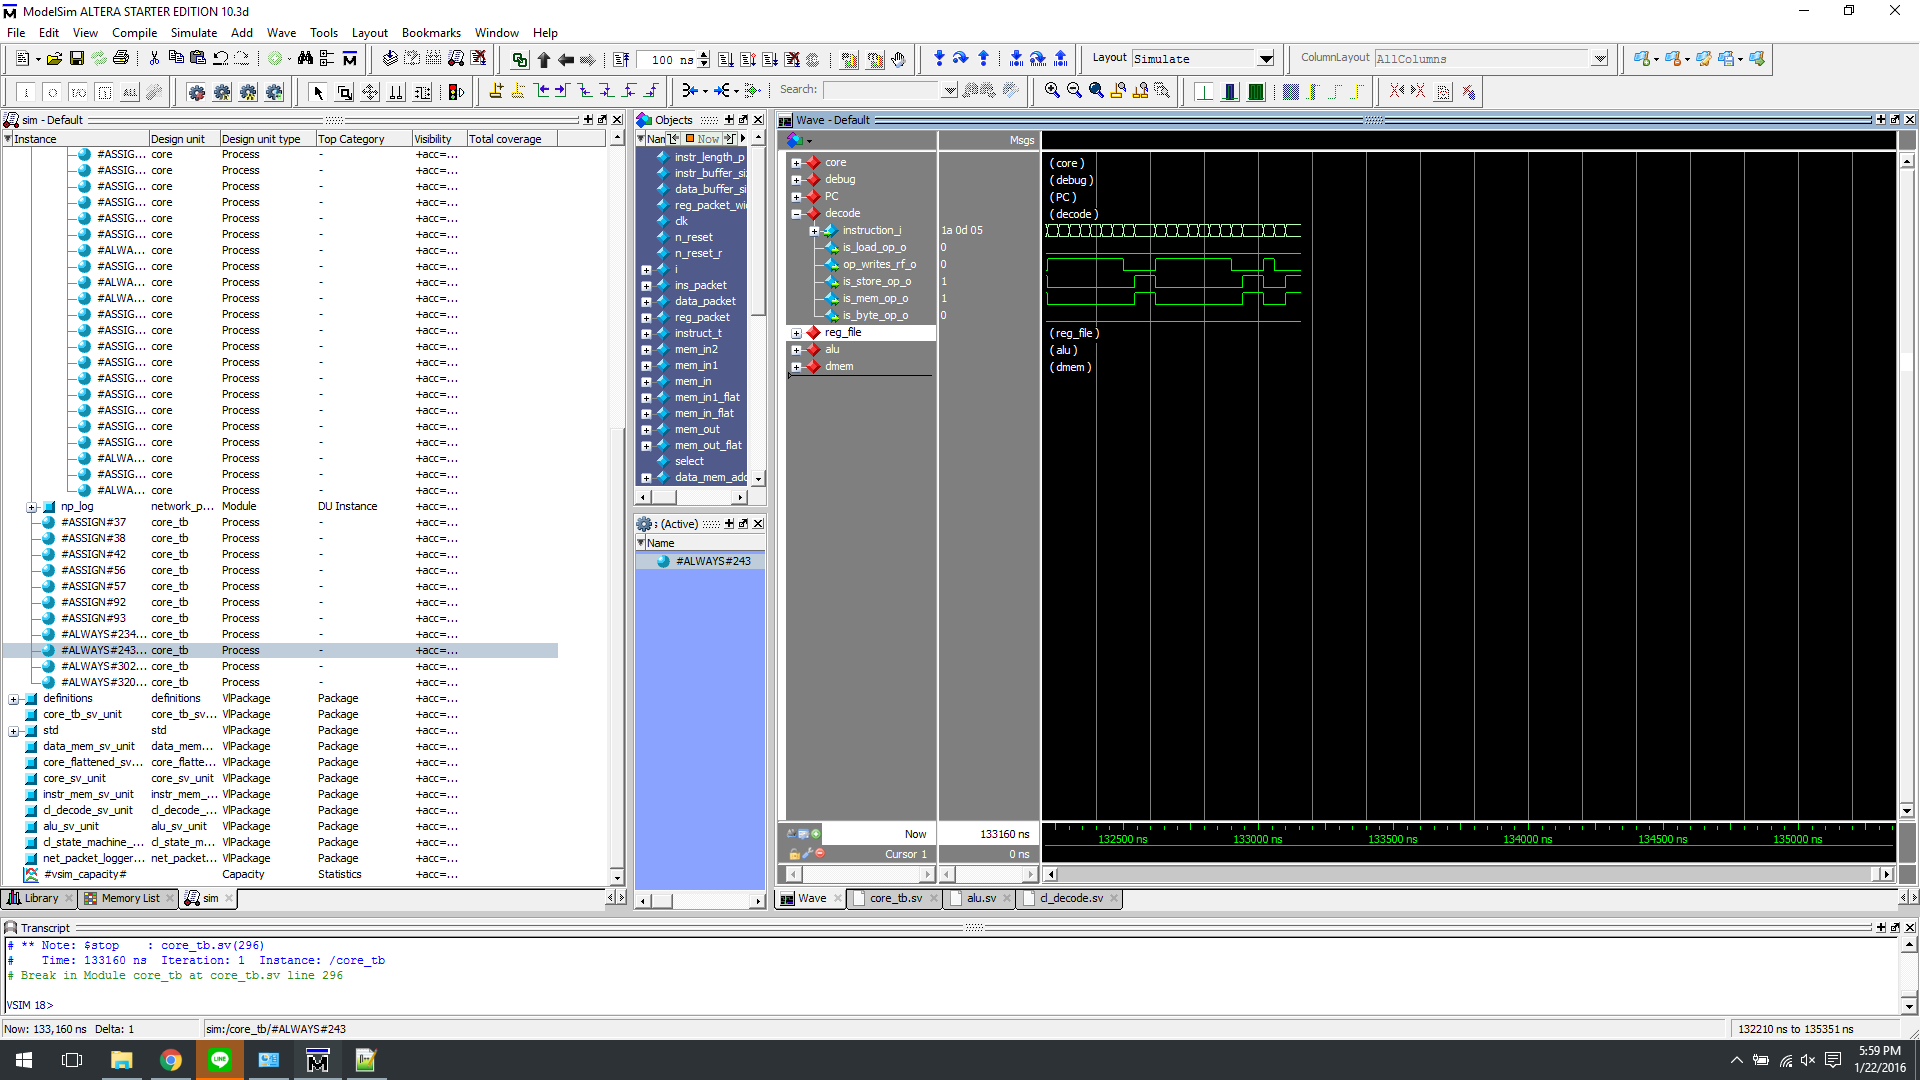 ModelSim ALTERA STARTER EDITION 10.3d
File Edit View Compile Simulate Add Wave Tools Layout Bookmarks Window Help
100 ns
Layout Simulate
ColumnLayout AllColumns
ALL
Search:
sim - Default
Instance Design unit Design unit type Top Category Visibility Total coverage
#ASSIG... core Process - +acc=...
#ASSIG... core Process - +acc=...
#ASSIG... core Process - +acc=...
#ASSIG... core Process - +acc=...
#ASSIG... core Process - +acc=...
#ASSIG... core Process - +acc=...
#ALWA... core Process - +acc=...
#ASSIG... core Process - +acc=...
#ALWA... core Process - +acc=...
#ALWA... core Process - +acc=...
#ASSIG... core Process - +acc=...
#ASSIG... core Process - +acc=...
#ASSIG... core Process - +acc=...
#ASSIG... core Process - +acc=...
#ASSIG... core Process - +acc=...
#ASSIG... core Process - +acc=...
#ASSIG... core Process - +acc=...
#ASSIG... core Process - +acc=...
#ASSIG... core Process - +acc=...
#ALWA... core Process - +acc=...
#ASSIG... core Process - +acc=...
#ALWA... core Process - +acc=...
np_log network_p... Module DU Instance +acc=...
#ASSIGN#37 core_tb Process - +acc=...
#ASSIGN#38 core_tb Process - +acc=...
#ASSIGN#42 core_tb Process - +acc=...
#ASSIGN#56 core_tb Process - +acc=...
#ASSIGN#57 core_tb Process - +acc=...
#ASSIGN#92 core_tb Process - +acc=...
#ASSIGN#93 core_tb Process - +acc=...
#ALWAYS#234... core_tb Process - +acc=...
#ALWAYS#243... core_tb Process - +acc=...
#ALWAYS#302... core_tb Process - +acc=...
#ALWAYS#320... core_tb Process - +acc=...
definitions definitions VlPackage Package +acc=...
core_tb_sv_unit core_tb_sv... VlPackage Package +acc=...
std std VlPackage Package +acc=...
data_mem_sv_unit data_mem... VlPackage Package +acc=...
core_flattened_sv... core_flatte... VlPackage Package +acc=...
core_sv_unit core_sv_unit VlPackage Package +acc=...
instr_mem_sv_unit instr_mem_... VlPackage Package +acc=...
cl_decode_sv_unit cl_decode_... VlPackage Package +acc=...
alu_sv_unit alu_sv_unit VlPackage Package +acc=...
cl_state_machine_... cl_state_m... VlPackage Package +acc=...
net_packet_logger... net_packet... VlPackage Package +acc=...
#vsim_capacity# Capacity Statistics +acc=...
Library Memory List sim
Objects
Nam Now
instr_length_p
instr_buffer_si
data_buffer_si
reg_packet_wi
clk
n_reset
n_reset_r
i
ins_packet
data_packet
reg_packet
instruct_t
mem_in2
mem_in1
mem_in
mem_in1_flat
mem_in_flat
mem_out
mem_out_flat
select
data_mem_add
(Active)
Name
#ALWAYS#243
Wave - Default
Msgs
core (core)
debug (debug)
PC (PC)
decode (decode)
instruction_i 1a 0d 05
is_load_op_o 0
op_writes_rf_o 0
is_store_op_o 1
is_mem_op_o 1
is_byte_op_o 0
reg_file (reg_file)
alu (alu)
dmem (dmem)
Now 133160 ns
Cursor 1 0 ns
132500 ns 133000 ns 133500 ns 134000 ns 134500 ns 135000 ns
Wave core_tb.sv alu.sv cl_decode.sv
Transcript
# ** Note: $stop : core_tb.sv(296)
# Time: 133160 ns Iteration: 1 Instance: /core_tb
# Break in Module core_tb at core_tb.sv line 296
VSIM 18>
Now: 133,160 ns Delta: 1 sim:/core_tb/#ALWAYS#243 132210 ns to 135351 ns
LINE
5:59 PM
1/22/2016